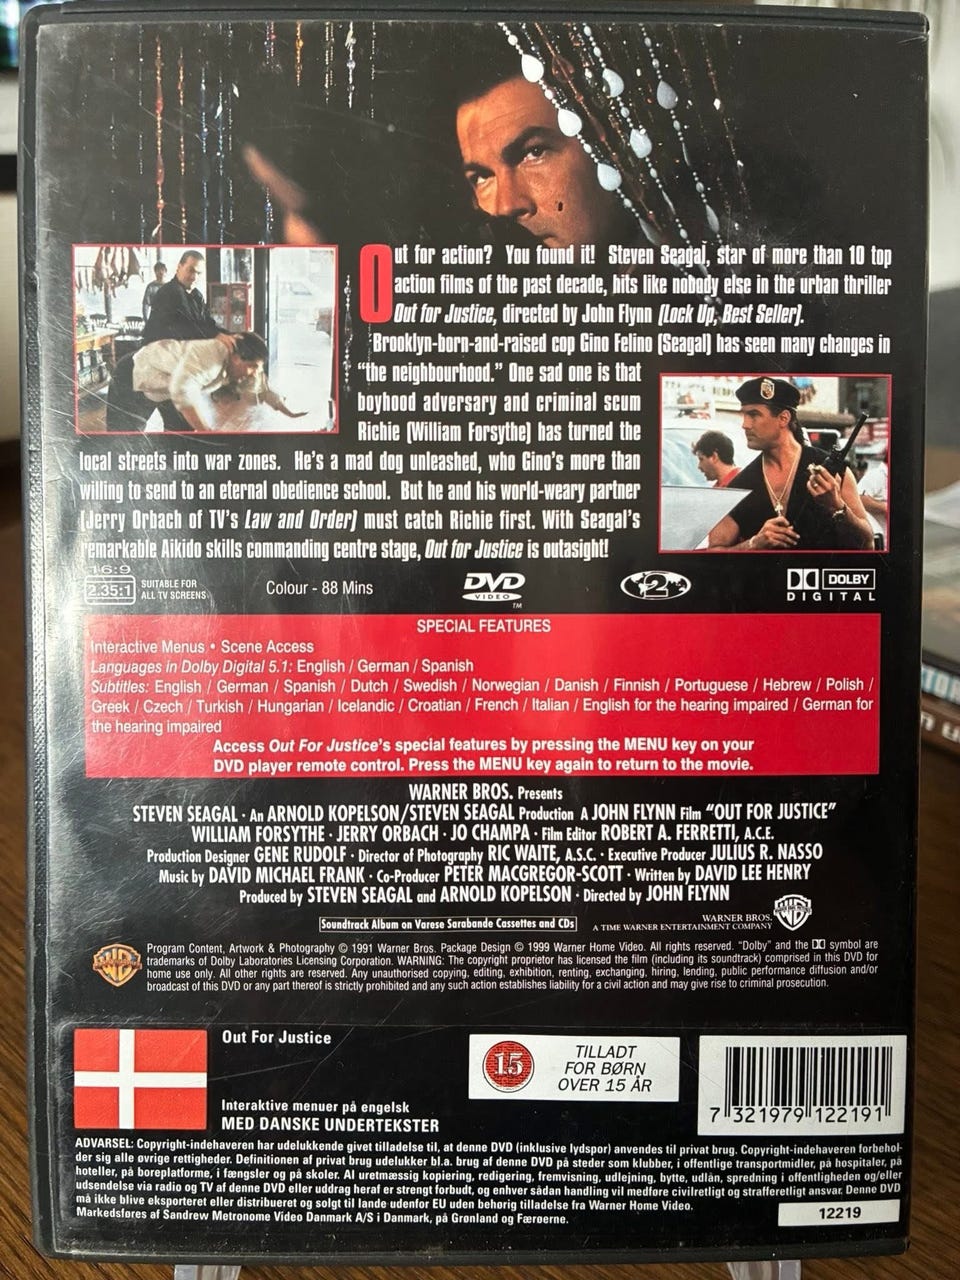 Out for action? You found it! Steven Seagal, star of more than 10 top
action films of the past decade, hits like nobody else in the urban thriller
Out for Justice, directed by John Flynn (Lock Up, Best Seller).
Brooklyn-born-and-raised cop Gino Felino (Seagal) has seen many changes in
“the neighbourhood.” One sad one is that
boyhood adversary and criminal scum
Richie (William Forsythe) has turned the
local streets into war zones. He's a mad dog unleashed, who Gino's more than
willing to send to an eternal obedience school. But he and his world-weary partner
(Jerry Orbach of TV's Law and Order) must catch Richie first. With Seagal's
remarkable Aikido skills commanding centre stage, Out for Justice is outasight!
16:9
2.35:1
SUITABLE FOR
ALL TV SCREENS
Colour - 88 Mins
DVD
VIDEO
TM
2
DOLBY
DIGITAL
SPECIAL FEATURES
Interactive Menus • Scene Access
Languages in Dolby Digital 5.1: English / German / Spanish
Subtitles: English / German / Spanish / Dutch / Swedish / Norwegian / Danish / Finnish / Portuguese / Hebrew / Polish /
Greek / Czech / Turkish / Hungarian / Icelandic / Croatian / French / Italian / English for the hearing impaired / German for
the hearing impaired
Access Out For Justice's special features by pressing the MENU key on your
DVD player remote control. Press the MENU key again to return to the movie.
WARNER BROS. Presents
STEVEN SEAGAL · An ARNOLD KOPELSON/STEVEN SEAGAL Production A JOHN FLYNN Film “OUT FOR JUSTICE”
WILLIAM FORSYTHE · JERRY ORBACH · JO CHAMPA · Film Editor ROBERT A. FERRETTI, A.C.E.
Production Designer GENE RUDOLF · Director of Photography RIC WAITE, A.S.C. · Executive Producer JULIUS R. NASSO
Music by DAVID MICHAEL FRANK · Co-Producer PETER MACGREGOR-SCOTT · Written by DAVID LEE HENRY
Produced by STEVEN SEAGAL and ARNOLD KOPELSON · Directed by JOHN FLYNN
Soundtrack Album on Varese Sarabande Cassettes and CDs
WARNER BROS.
A TIME WARNER ENTERTAINMENT COMPANY
Program Content, Artwork & Photography © 1991 Warner Bros. Package Design © 1999 Warner Home Video. All rights reserved. “Dolby” and the DD symbol are
trademarks of Dolby Laboratories Licensing Corporation. WARNING: The copyright proprietor has licensed the film (including its soundtrack) comprised in this DVD for
home use only. All other rights are reserved. Any unauthorised copying, editing, exhibition, renting, exchanging, hiring, lending, public performance diffusion and/or
broadcast of this DVD or any part thereof is strictly prohibited and any such action establishes liability for a civil action and may give rise to criminal prosecution.
Out For Justice
Interaktive menuer på engelsk
MED DANSKE UNDERTEKSTER
15
TILLADT
FOR BØRN
OVER 15 ÅR
7 321979 122191
ADVARSEL: Copyright-indehaveren har udelukkende givet tilladelse til, at denne DVD (inklusive lydspor) anvendes til privat brug. Copyright-indehaveren forbehol-
der sig alle øvrige rettigheder. Definitionen af privat brug udelukker bl.a. brug af denne DVD på steder som klubber, i offentlige transportmidler, på hospitaler, på
hoteller, på boreplatforme, i fængsler og på skoler. Al uretmæssig kopiering, redigering, fremvisning, udlejning, bytte, udlån, spredning i offentligheden og/eller
udsendelse via radio og TV af denne DVD eller uddrag heraf er strengt forbudt, og enhver sådan handling vil medføre civilretligt og strafferetligt ansvar. Denne DVD
må ikke blive eksporteret eller distribueret og solgt til lande udenfor EU uden behørig tilladelse fra Warner Home Video.
Markedsføres af Sandrew Metronome Video Danmark A/S i Danmark, på Grønland og Færøerne.
12219